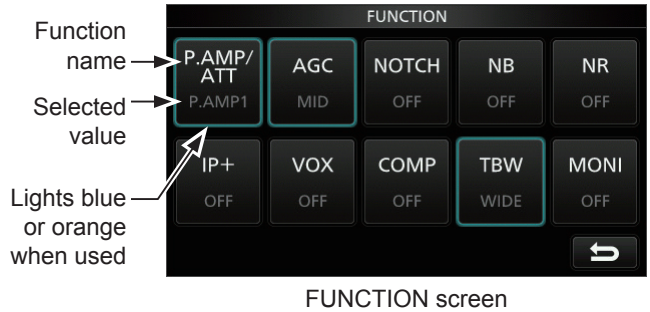 FUNCTION
Function
name
Selected
value
Lights blue
or orange
when used
P.AMP/
ATT
P.AMP1
AGC
MID
NOTCH
OFF
NB
OFF
NR
OFF
IP+
OFF
VOX
OFF
COMP
OFF
TBW
WIDE
MONI
OFF
FUNCTION screen